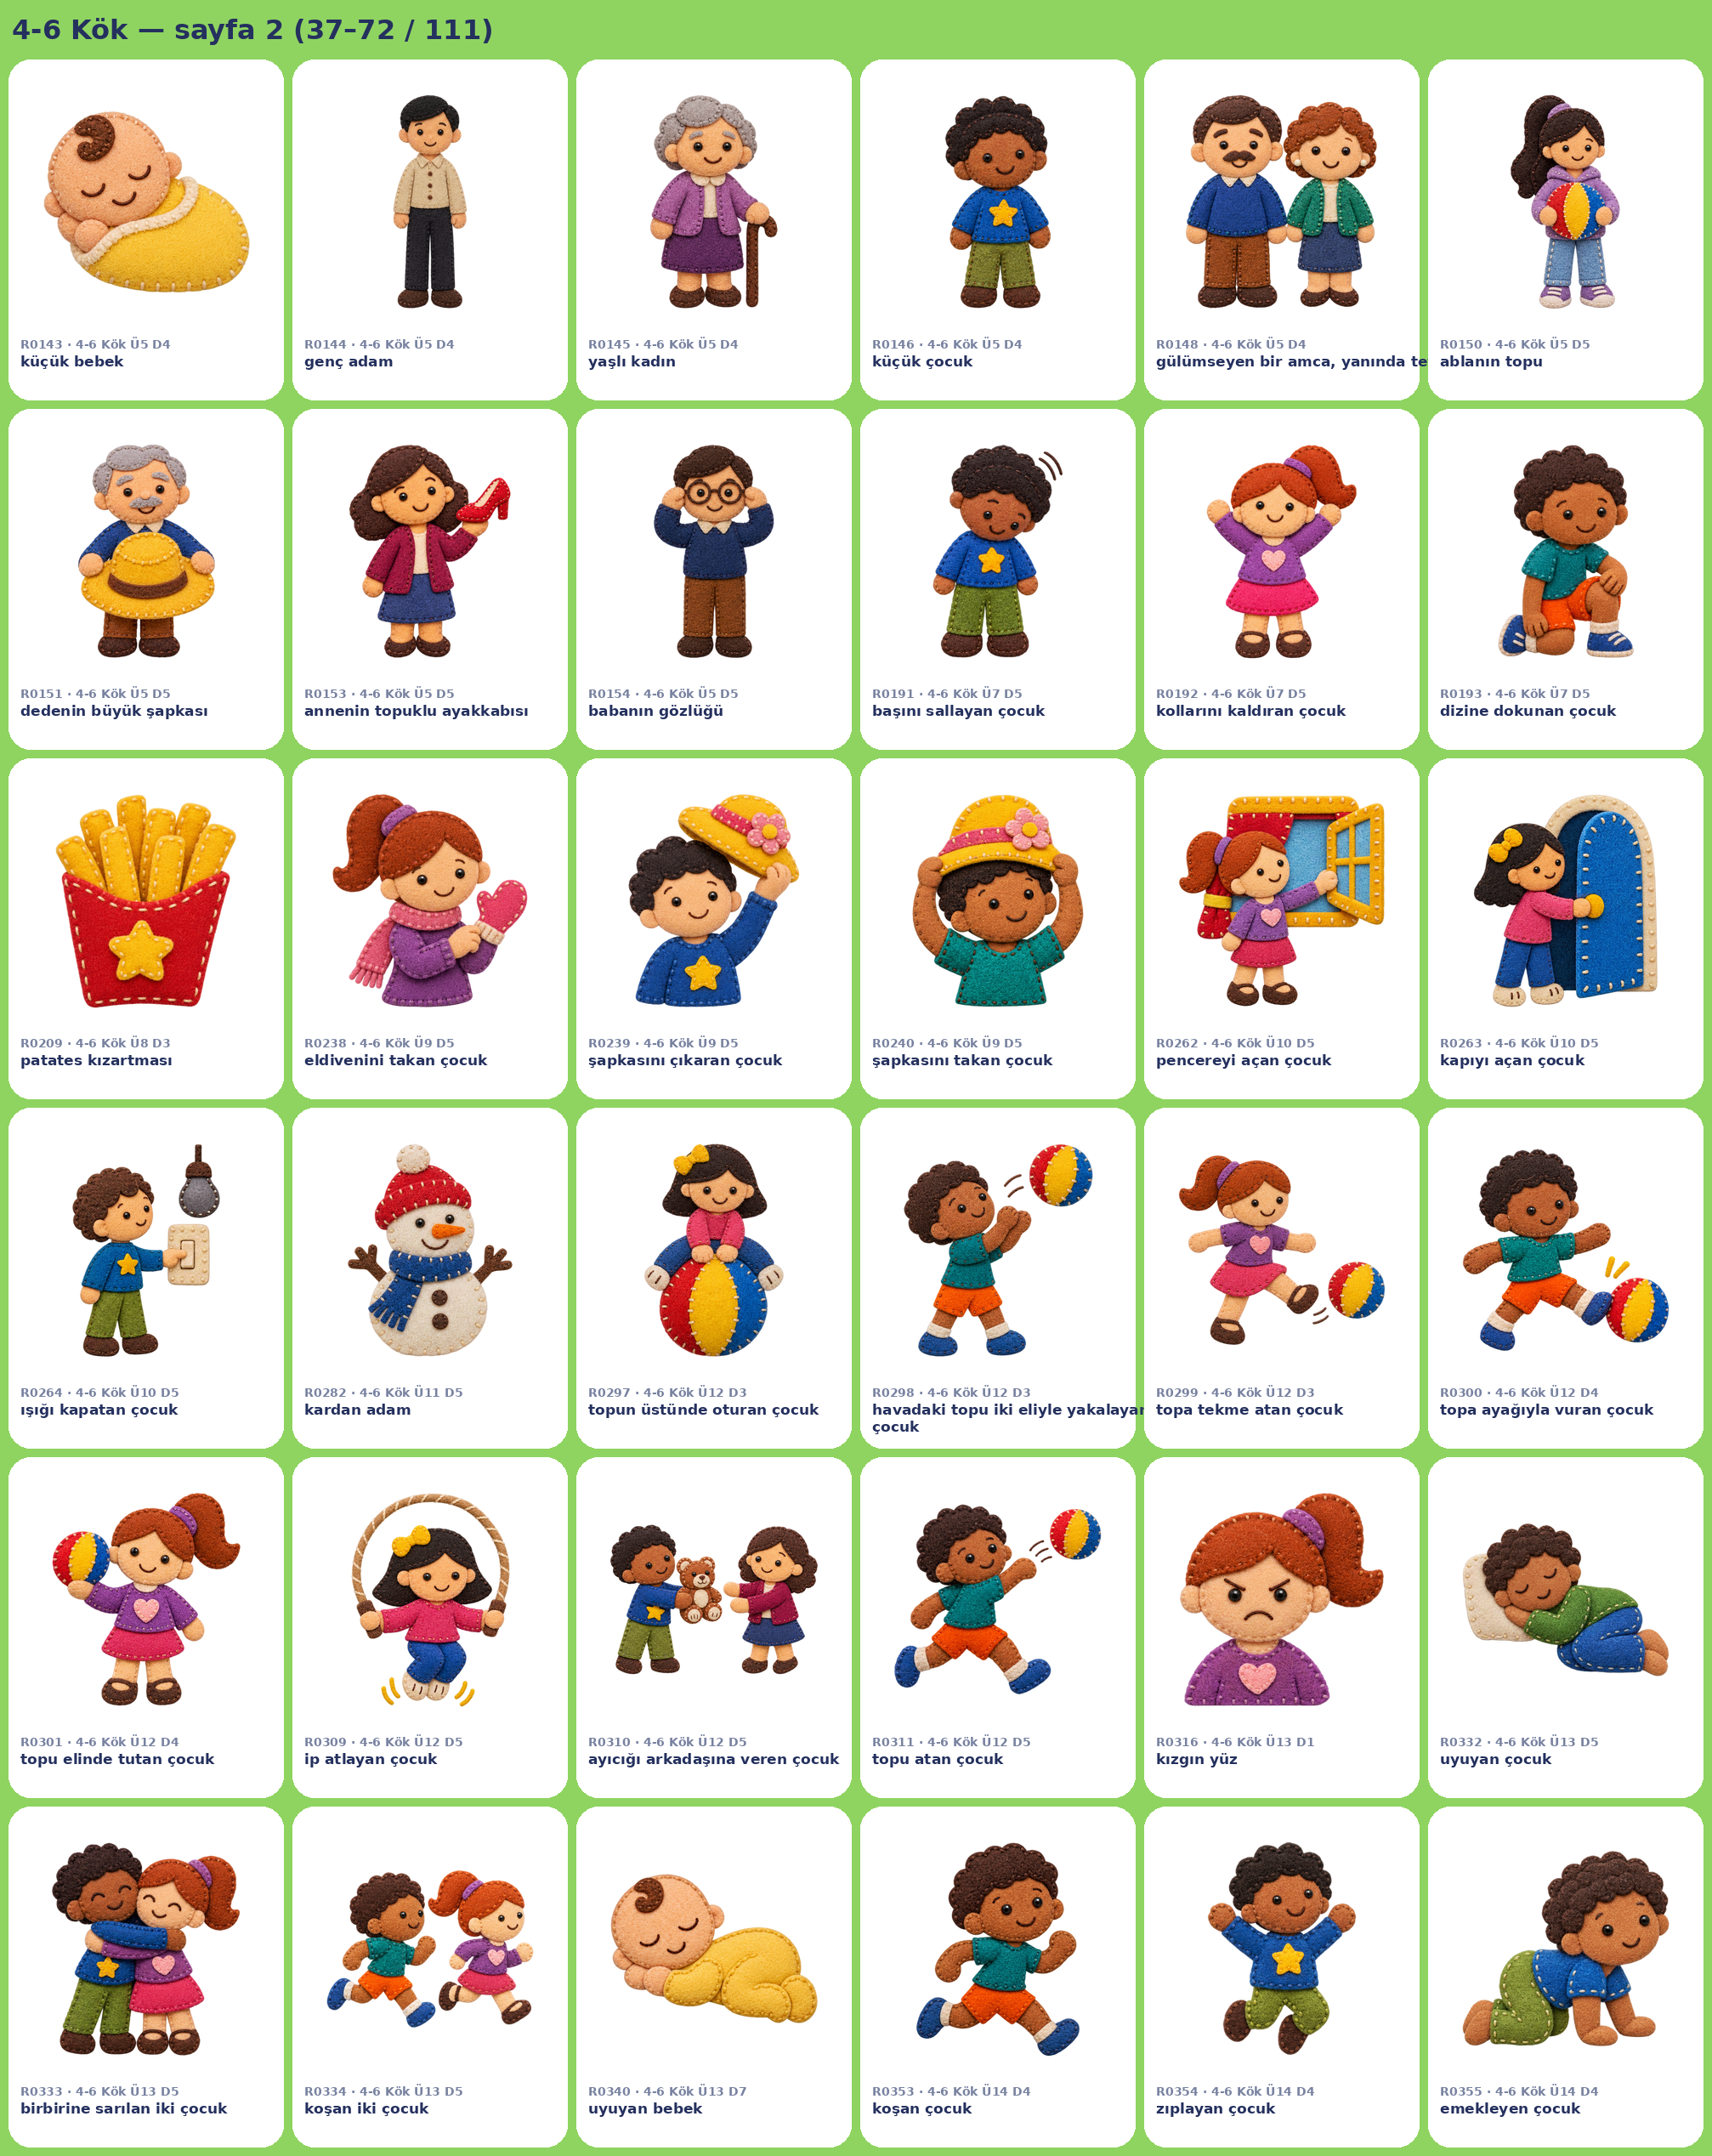 4-6 Kök — sayfa 2 (37–72 / 111)
R0143 · 4-6 Kök Ü5 D4
küçük bebek
R0144 · 4-6 Kök Ü5 D4
genç adam
R0145 · 4-6 Kök Ü5 D4
yaşlı kadın
R0146 · 4-6 Kök Ü5 D4
küçük çocuk
R0148 · 4-6 Kök Ü5 D4
gülümseyen bir amca, yanında
R0150 · 4-6 Kök Ü5 D5
ablanın topu
R0151 · 4-6 Kök Ü5 D5
dedenin büyük şapkası
R0153 · 4-6 Kök Ü5 D5
annenin topuklu ayakkabısı
R0154 · 4-6 Kök Ü5 D5
babanın gözlüğü
R0191 · 4-6 Kök Ü7 D5
başını sallayan çocuk
R0192 · 4-6 Kök Ü7 D5
kollarını kaldıran çocuk
R0193 · 4-6 Kök Ü7 D5
dizine dokunan çocuk
R0209 · 4-6 Kök Ü8 D3
patates kızartması
R0238 · 4-6 Kök Ü9 D5
eldivenini takan çocuk
R0239 · 4-6 Kök Ü9 D5
şapkasını çıkaran çocuk
R0240 · 4-6 Kök Ü9 D5
şapkasını takan çocuk
R0262 · 4-6 Kök Ü10 D5
pencereyi açan çocuk
R0263 · 4-6 Kök Ü10 D5
kapıyı açan çocuk
R0264 · 4-6 Kök Ü10 D5
ışığı kapatan çocuk
R0282 · 4-6 Kök Ü11 D5
kardan adam
R0297 · 4-6 Kök Ü12 D3
topun üstünde oturan çocuk
R0298 · 4-6 Kök Ü12 D3
havadaki topu iki eliyle yakalayan
çocuk
R0299 · 4-6 Kök Ü12 D3
topa tekme atan çocuk
R0300 · 4-6 Kök Ü12 D4
topa ayağıyla vuran çocuk
R0301 · 4-6 Kök Ü12 D4
topu elinde tutan çocuk
R0309 · 4-6 Kök Ü12 D5
ip atlayan çocuk
R0310 · 4-6 Kök Ü12 D5
ayıcığı arkadaşına veren çocuk
R0311 · 4-6 Kök Ü12 D5
topu atan çocuk
R0316 · 4-6 Kök Ü13 D1
kızgın yüz
R0332 · 4-6 Kök Ü13 D5
uyuyan çocuk
R0333 · 4-6 Kök Ü13 D5
birbirine sarılan iki çocuk
R0334 · 4-6 Kök Ü13 D5
koşan iki çocuk
R0340 · 4-6 Kök Ü13 D7
uyuyan bebek
R0353 · 4-6 Kök Ü14 D4
koşan çocuk
R0354 · 4-6 Kök Ü14 D4
zıplayan çocuk
R0355 · 4-6 Kök Ü14 D4
emekleyen çocuk